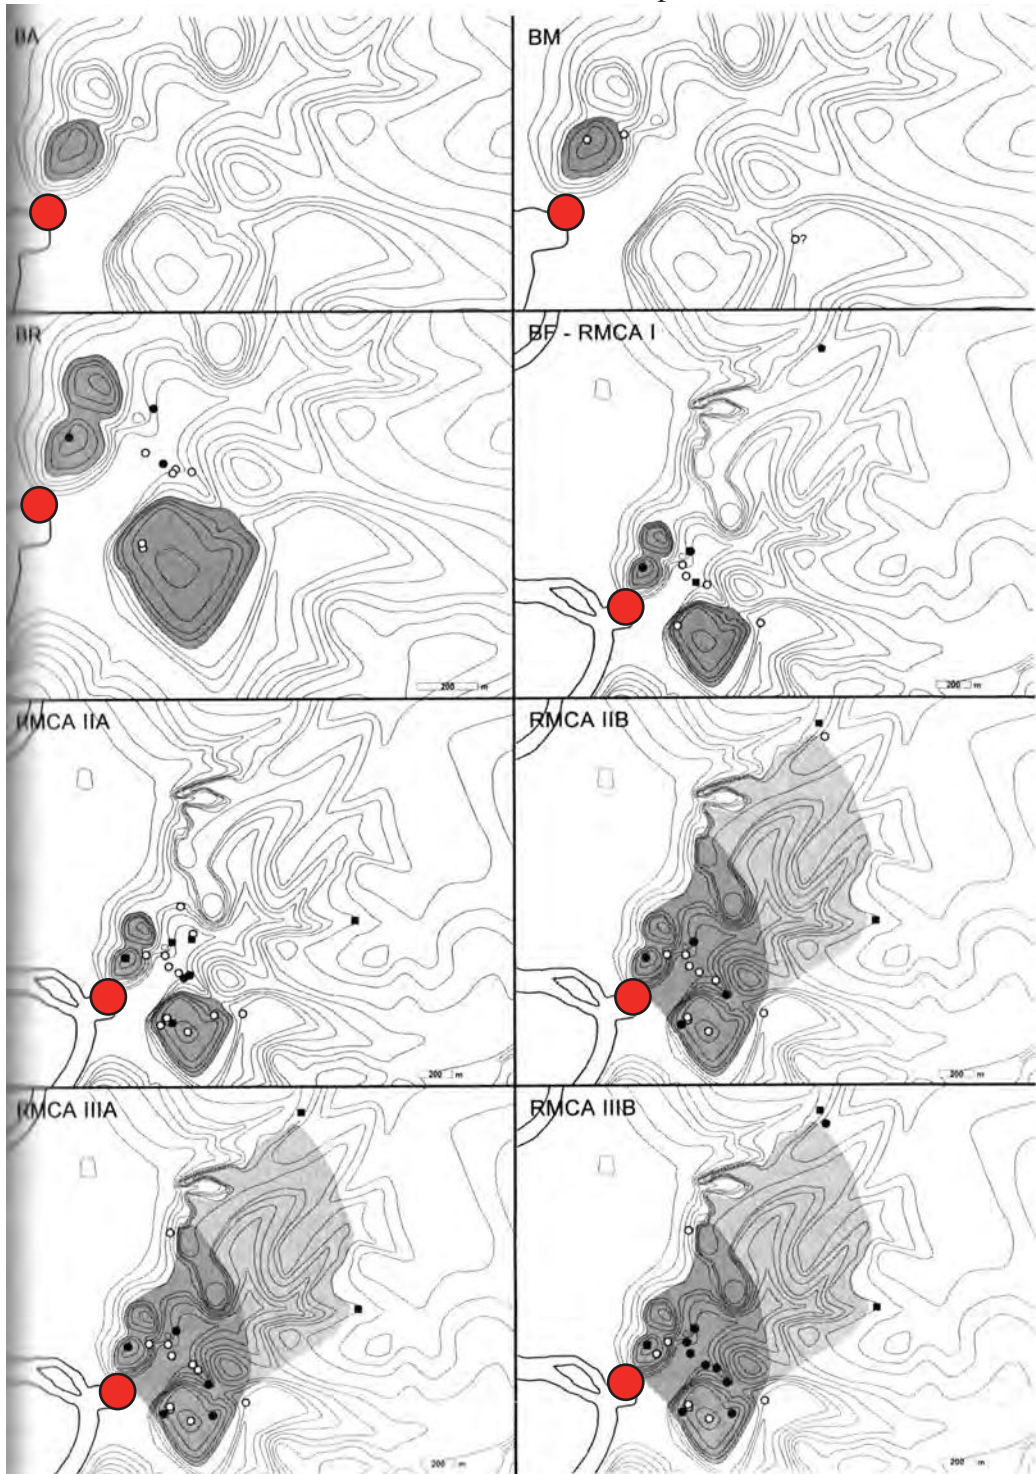 BA
BM
o?
BR
200 m
BF - RMCA I
200 m
RMCA IIA
200 m
RMCA IIB
200 m
RMCA IIIA
200 m
RMCA IIIB
200 m